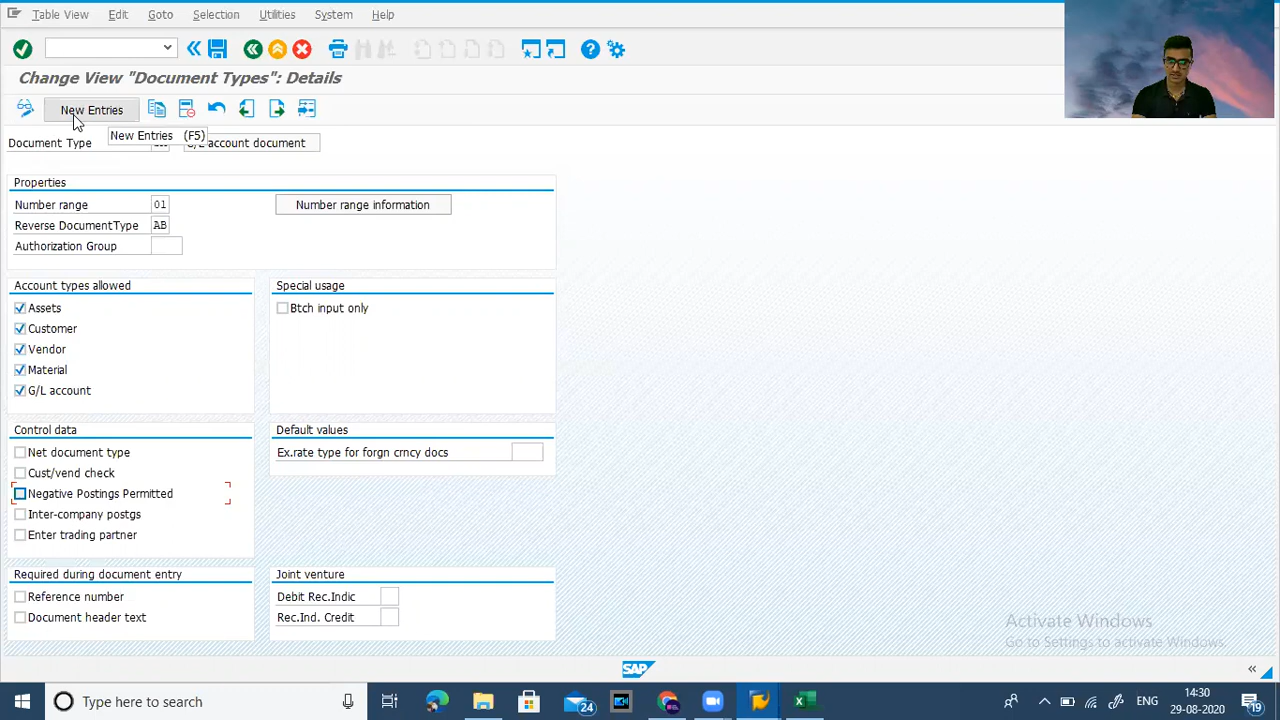 Table View Edit Goto Selection Utilities System Help
Change View "Document Types": Details
New Entries
New Entries (F5)
Document Type G/L account document
Properties
Number range 01 Number range information
Reverse DocumentType AB
Authorization Group
Account types allowed Special usage
Assets Btch input only
Customer
Vendor
Material
G/L account
Control data Default values
Net document type Ex.rate type for forgn crncy docs
Cust/vend check
Negative Postings Permitted
Inter-company postgs
Enter trading partner
Required during document entry Joint venture
Reference number Debit Rec.Indic
Document header text Rec.Ind. Credit
Activate Windows
Go to Settings to activate Windows.
SAP
Type here to search 24 ENG 14:30
29-08-2020 19